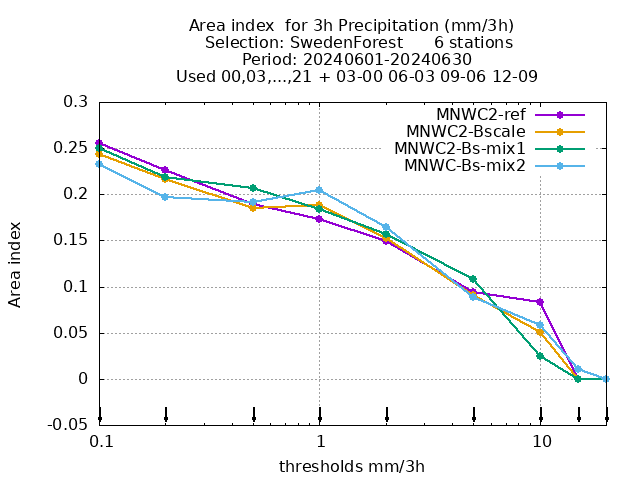 Area index  for 3h Precipitation (mm/3h)
Selection: SwedenForest      6 stations
Period: 20240601-20240630
Used 00,03,...,21 + 03-00 06-03 09-06 12-09
MNWC2-ref
MNWC2-Bscale
MNWC2-Bs-mix1
MNWC-Bs-mix2
0.3
0.25
0.2
0.15
0.1
0.05
0
-0.05
Area index
0.1 1 10
thresholds mm/3h